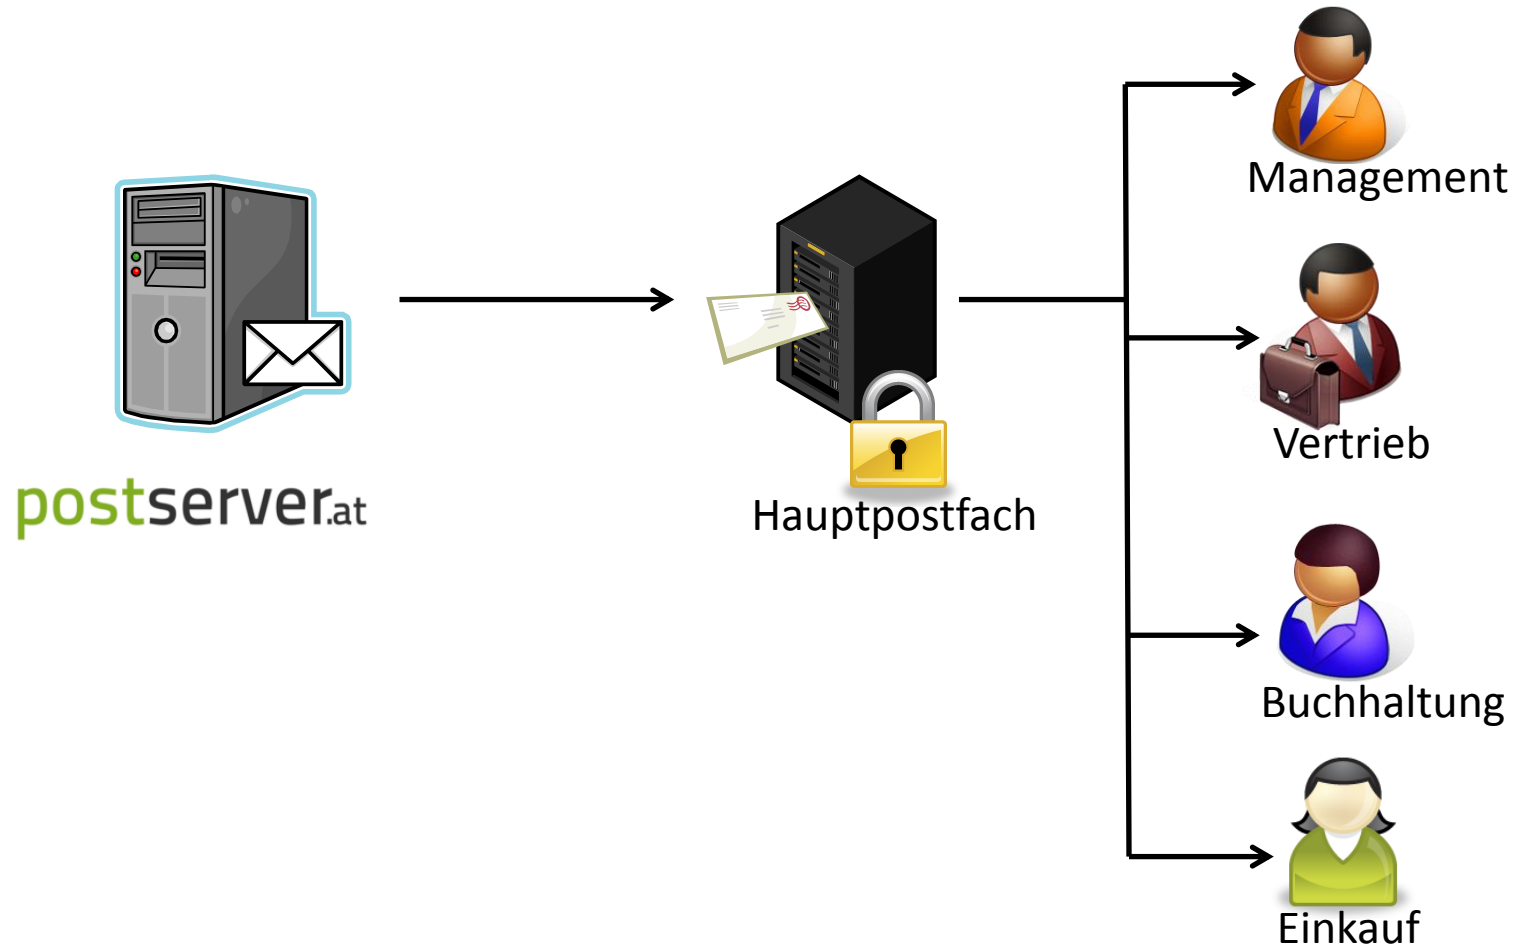 postserver.at
Hauptpostfach
Management
Vertrieb
Buchhaltung
Einkauf